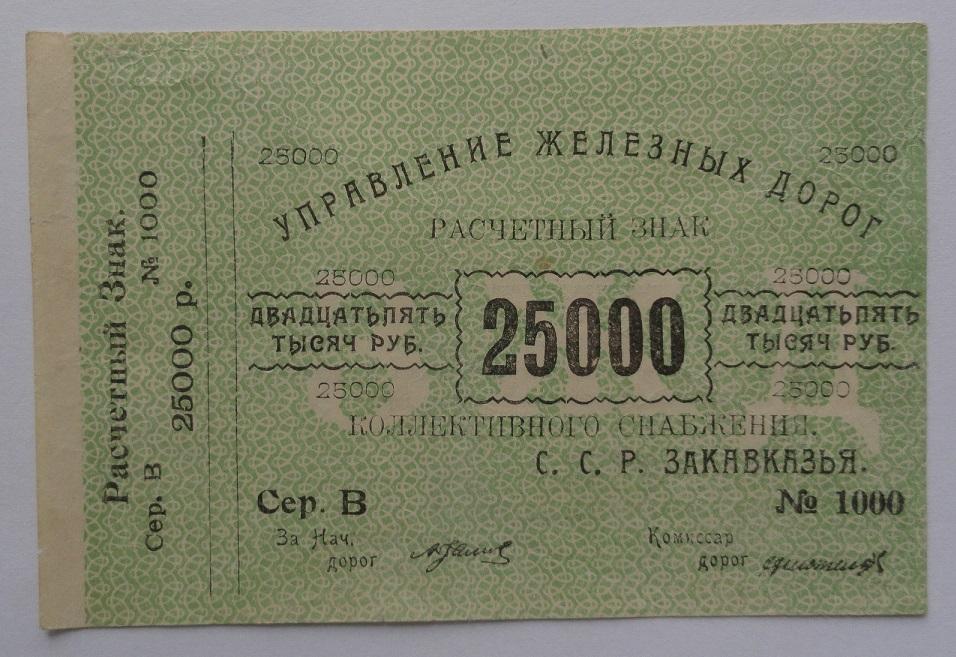 Расчетный Знак.
№ 1000
25000 р.
Сер. В
25000
25000
УПРАВЛЕНИЕ ЖЕЛЕЗНЫХ ДОРОГ
РАСЧЕТНЫЙ ЗНАК
25000
25000
ДВАДЦАТЬПЯТЬ
ТЫСЯЧ РУБ.
25000
ДВАДЦАТЬПЯТЬ
ТЫСЯЧ РУБ.
25000
25000
КОЛЛЕКТИВНОГО СНАБЖЕНИЯ.
С. С. Р. ЗАКАВКАЗЬЯ.
Сер. В
№ 1000
За Нач.
дорог
Комиссар
дорог